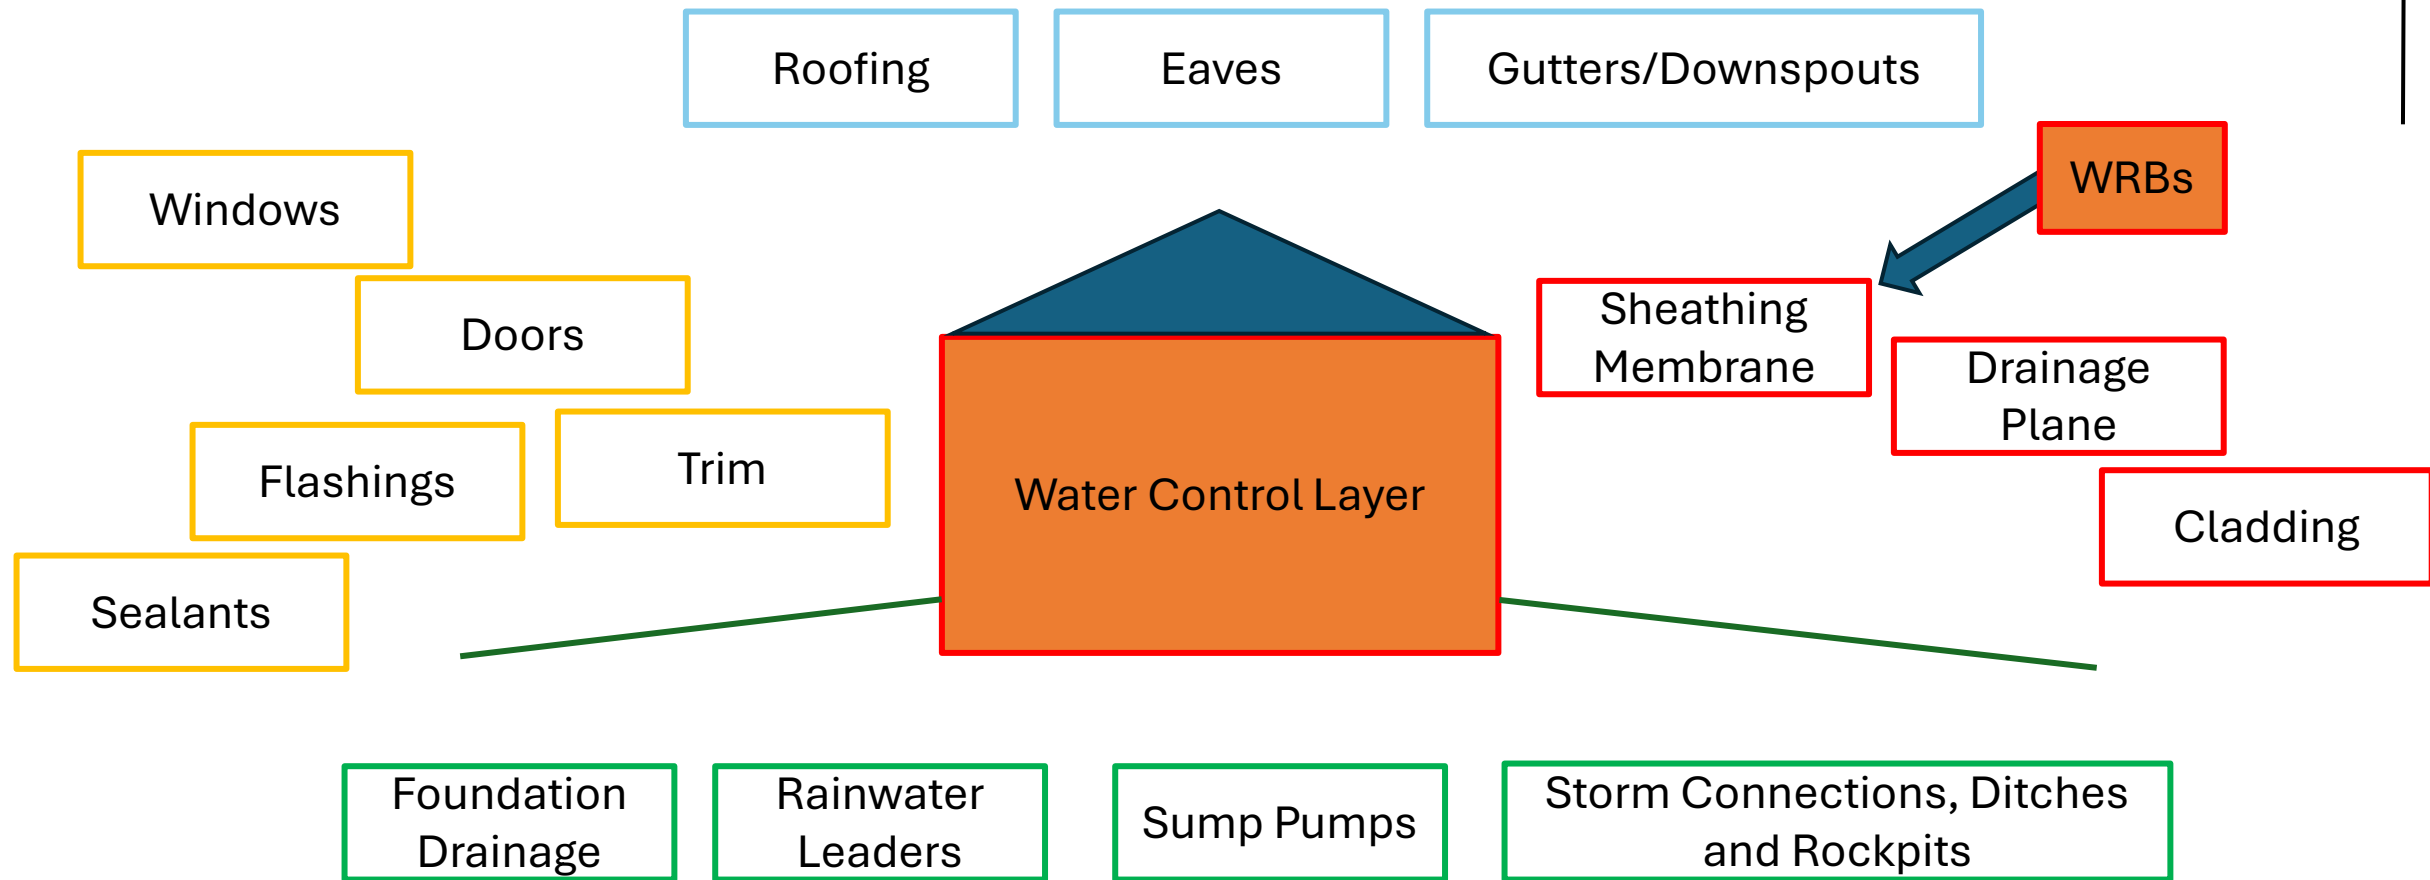 Roofing
Eaves
Gutters/Downspouts
WRBs
Windows
Doors
Flashings
Trim
Sealants
Water Control Layer
Sheathing
Membrane
Drainage
Plane
Cladding
Foundation
Drainage
Rainwater
Leaders
Sump Pumps
Storm Connections, Ditches
and Rockpits